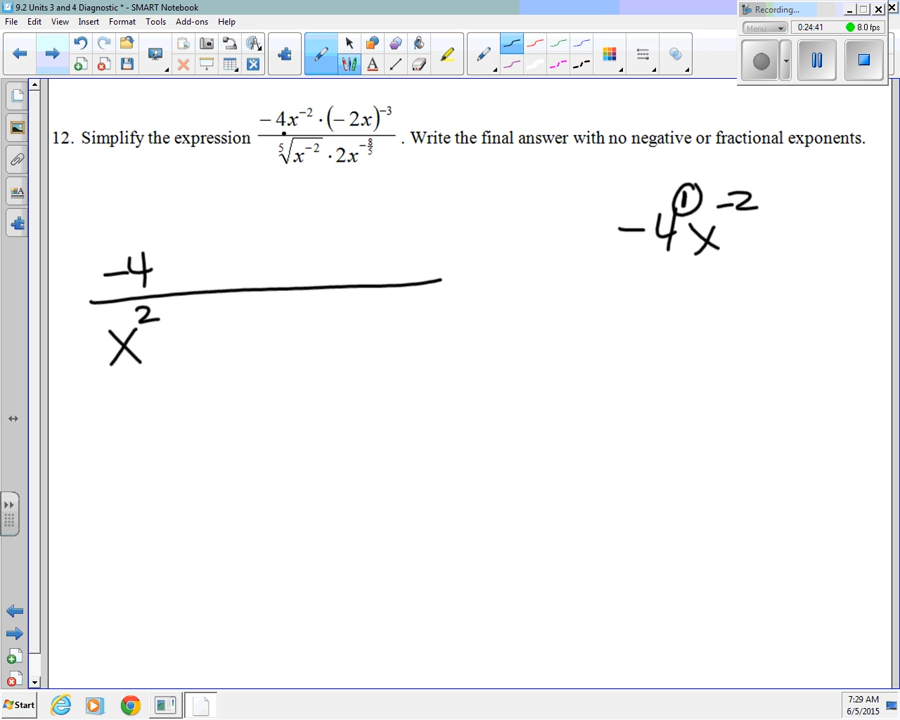 9.2 Units 3 and 4 Diagnostic * - SMART Notebook
Recording...
File Edit View Insert Format Tools Add-ons Help
Menu
0:24:41
8.0 fps
A
A
12. Simplify the expression −4x⁻² · (−2x)⁻³ / ⁵√x⁻² · 2x^(−8/5) . Write the final answer with no negative or fractional exponents.
−4^① x⁻²
−4
x²
Start
7:29 AM
6/5/2015